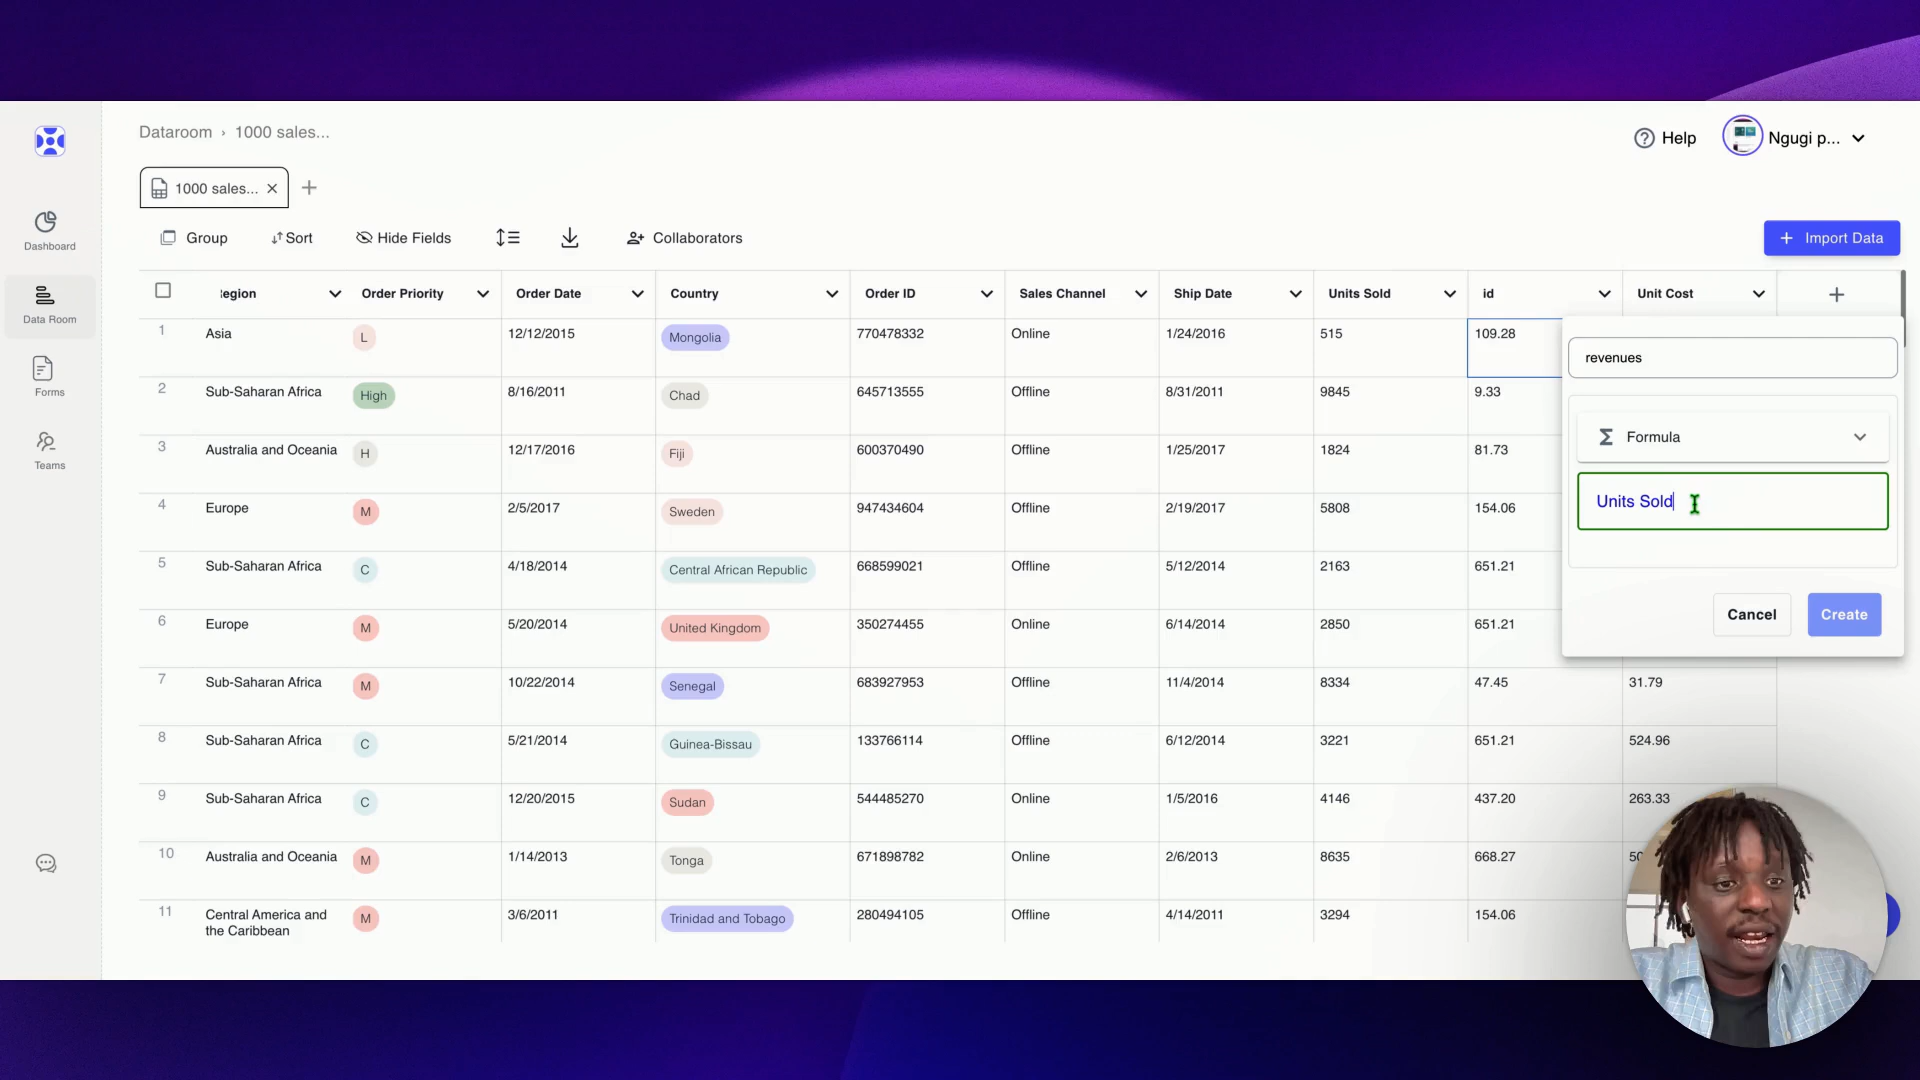 Dataroom › 1000 sales...
Help
Ngugi p...
1000 sales...
Dashboard
Data Room
Forms
Teams
Group
Sort
Hide Fields
Collaborators
+ Import Data
egion Order Priority Order Date Country Order ID Sales Channel Ship Date Units Sold id Unit Cost
1 Asia L 12/12/2015 Mongolia 770478332 Online 1/24/2016 515 109.28
2 Sub-Saharan Africa High 8/16/2011 Chad 645713555 Offline 8/31/2011 9845 9.33
3 Australia and Oceania H 12/17/2016 Fiji 600370490 Offline 1/25/2017 1824 81.73
4 Europe M 2/5/2017 Sweden 947434604 Offline 2/19/2017 5808 154.06
5 Sub-Saharan Africa C 4/18/2014 Central African Republic 668599021 Offline 5/12/2014 2163 651.21
6 Europe M 5/20/2014 United Kingdom 350274455 Online 6/14/2014 2850 651.21
7 Sub-Saharan Africa M 10/22/2014 Senegal 683927953 Offline 11/4/2014 8334 47.45 31.79
8 Sub-Saharan Africa C 5/21/2014 Guinea-Bissau 133766114 Offline 6/12/2014 3221 651.21 524.96
9 Sub-Saharan Africa C 12/20/2015 Sudan 544485270 Online 1/5/2016 4146 437.20 263.33
10 Australia and Oceania M 1/14/2013 Tonga 671898782 Online 2/6/2013 8635 668.27
11 Central America and
the Caribbean M 3/6/2011 Trinidad and Tobago 280494105 Offline 4/14/2011 3294 154.06
revenues
Σ Formula
Units Sold
Cancel
Create